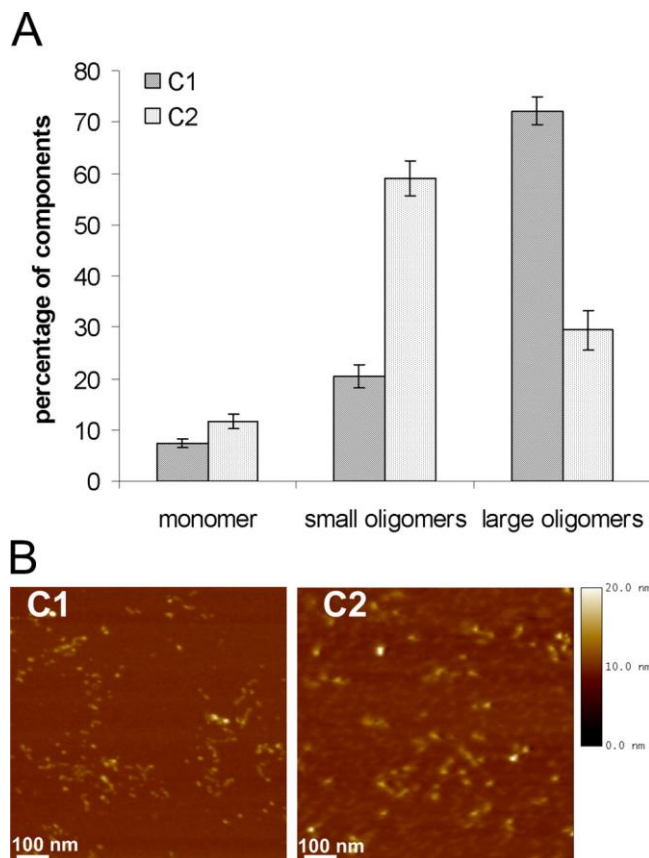 A
percentage of components
80
70
60
50
40
30
20
10
0
C1
C2
monomer
small oligomers
large oligomers
B
C1
100 nm
C2
100 nm
20.0 nm
10.0 nm
0.0 nm